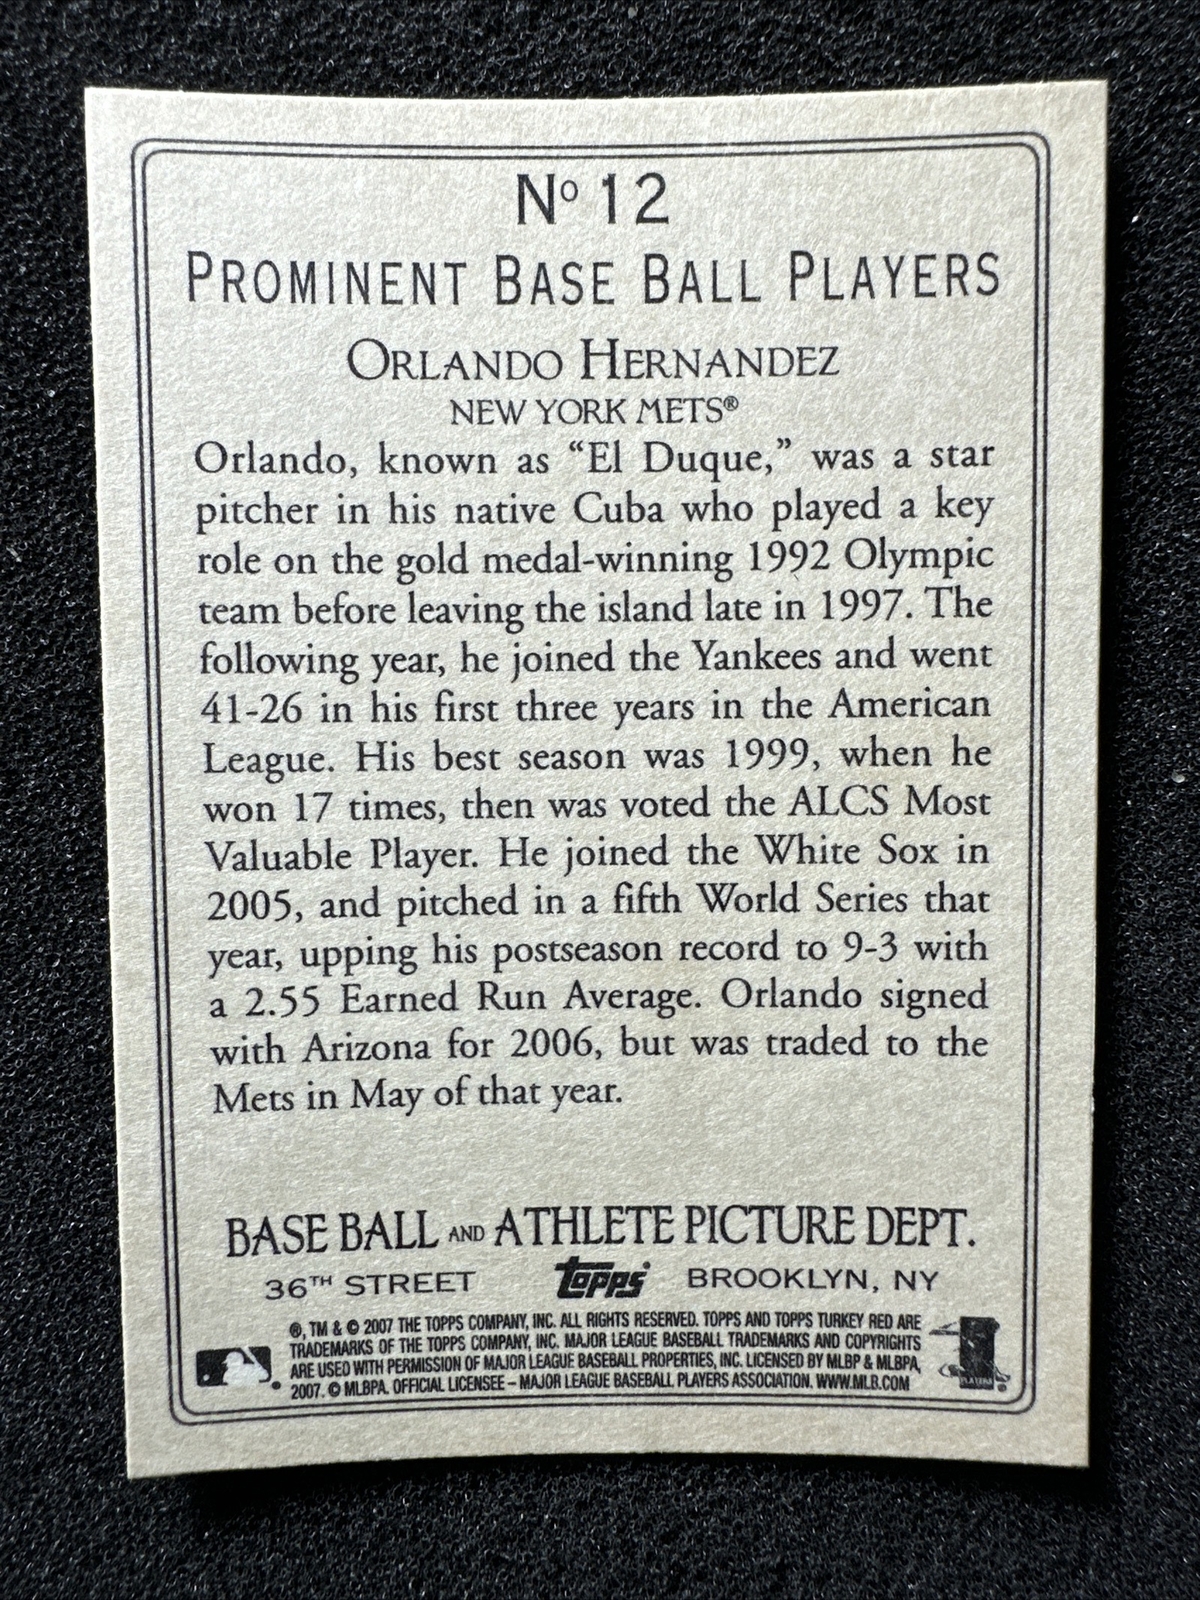 Nº 12
PROMINENT BASE BALL PLAYERS
ORLANDO HERNANDEZ
NEW YORK METS®
Orlando, known as “El Duque,” was a star
pitcher in his native Cuba who played a key
role on the gold medal-winning 1992 Olympic
team before leaving the island late in 1997. The
following year, he joined the Yankees and went
41-26 in his first three years in the American
League. His best season was 1999, when he
won 17 times, then was voted the ALCS Most
Valuable Player. He joined the White Sox in
2005, and pitched in a fifth World Series that
year, upping his postseason record to 9-3 with
a 2.55 Earned Run Average. Orlando signed
with Arizona for 2006, but was traded to the
Mets in May of that year.
BASE BALL AND ATHLETE PICTURE DEPT.
36TH STREET topps BROOKLYN, NY
®, TM & © 2007 THE TOPPS COMPANY, INC. ALL RIGHTS RESERVED. TOPPS AND TOPPS TURKEY RED ARE
TRADEMARKS OF THE TOPPS COMPANY, INC. MAJOR LEAGUE BASEBALL TRADEMARKS AND COPYRIGHTS
ARE USED WITH PERMISSION OF MAJOR LEAGUE BASEBALL PROPERTIES, INC. LICENSED BY MLBP & MLBPA,
2007. © MLBPA. OFFICIAL LICENSEE – MAJOR LEAGUE BASEBALL PLAYERS ASSOCIATION. WWW.MLB.COM
PLAYERS